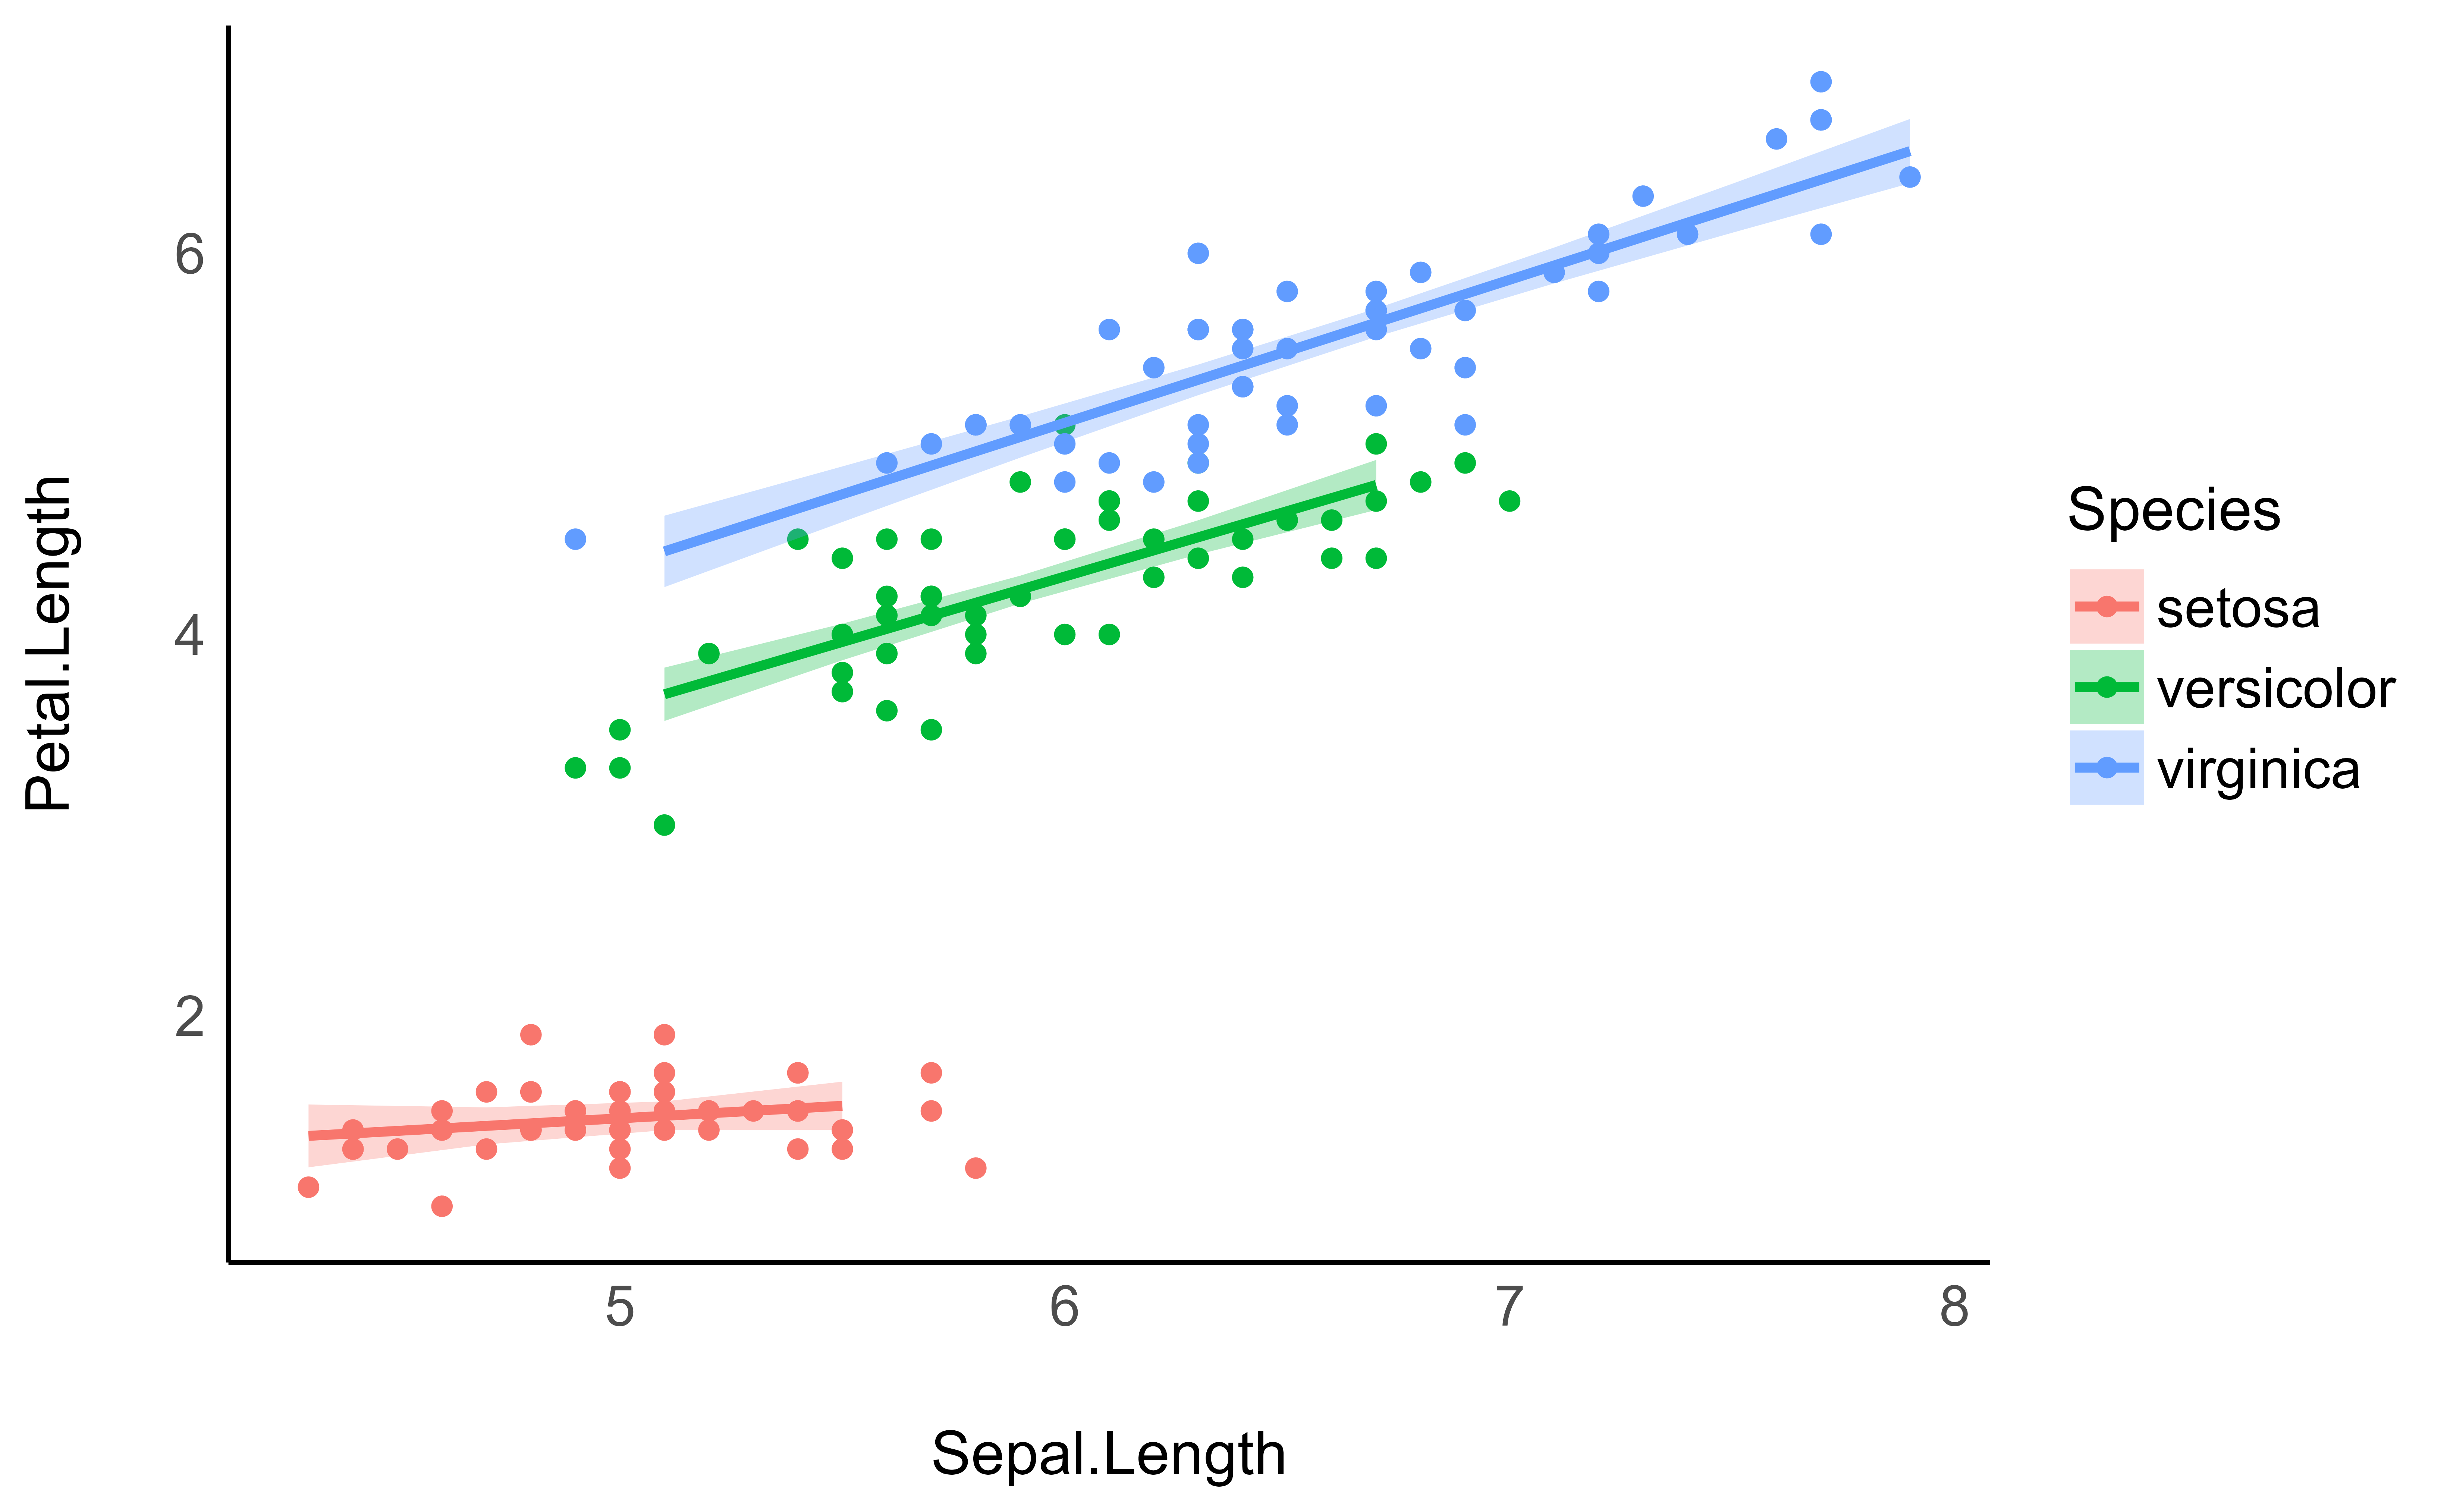 Petal.Length
6
4
2
5 6 7 8
Sepal.Length
Species
setosa
versicolor
virginica